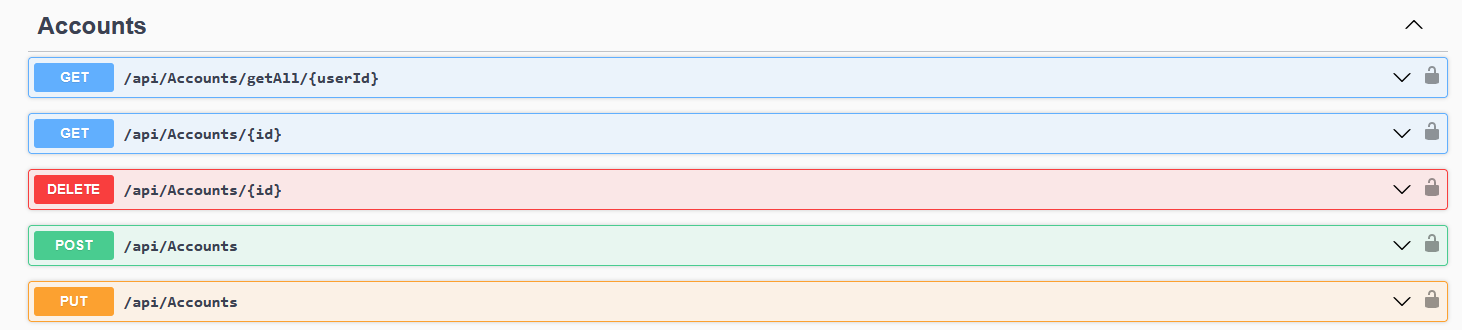 Accounts
GET /api/Accounts/getAll/{userId}
GET /api/Accounts/{id}
DELETE /api/Accounts/{id}
POST /api/Accounts
PUT /api/Accounts